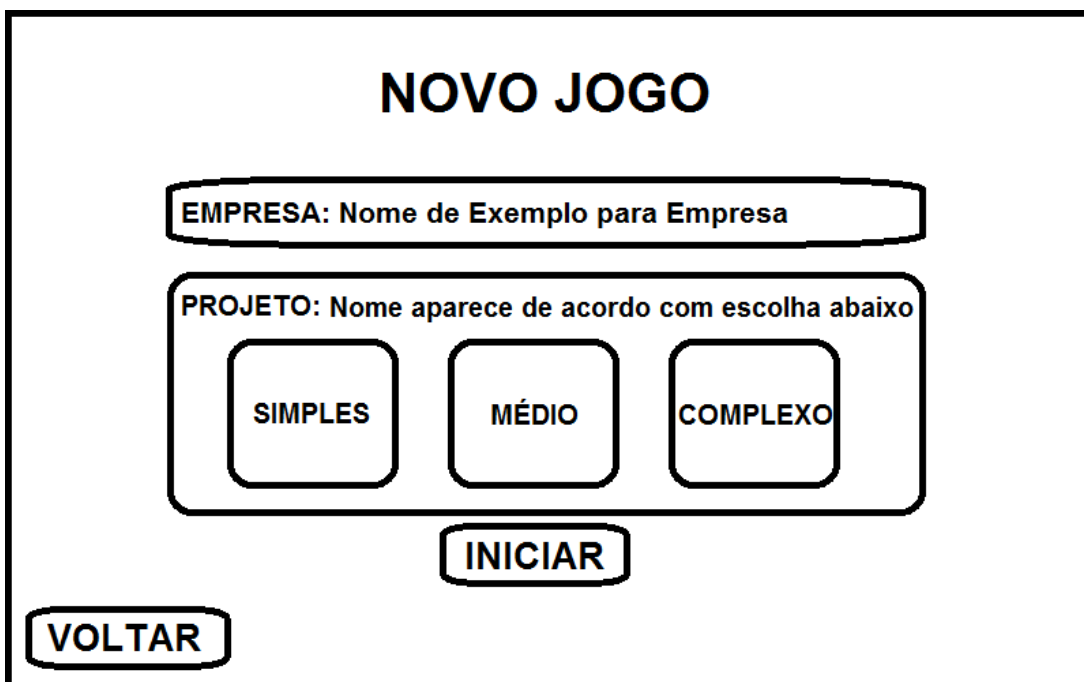 NOVO JOGO
EMPRESA: Nome de Exemplo para Empresa
PROJETO: Nome aparece de acordo com escolha abaixo
SIMPLES MÉDIO COMPLEXO
INICIAR
VOLTAR